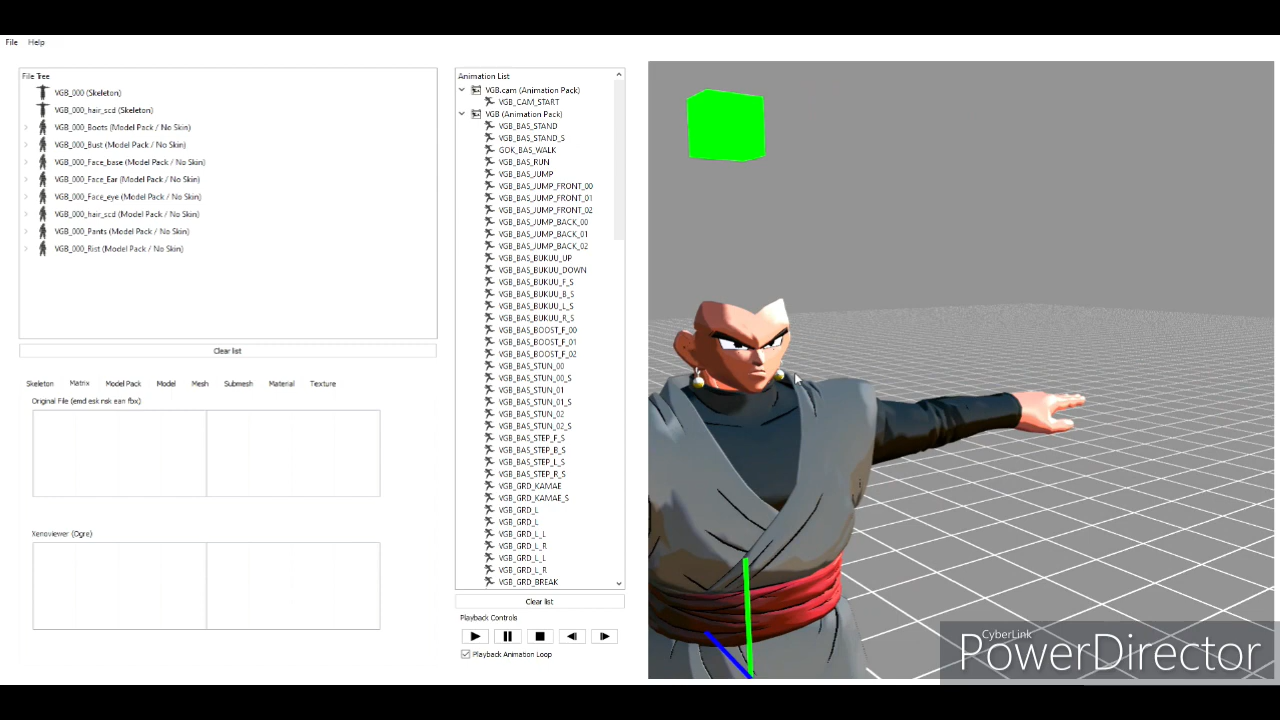 File Help
File Tree
VGB_000 (Skeleton)
VGB_000_hair_scd (Skeleton)
VGB_000_Boots (Model Pack / No Skin)
VGB_000_Bust (Model Pack / No Skin)
VGB_000_Face_base (Model Pack / No Skin)
VGB_000_Face_Ear (Model Pack / No Skin)
VGB_000_Face_eye (Model Pack / No Skin)
VGB_000_hair_scd (Model Pack / No Skin)
VGB_000_Pants (Model Pack / No Skin)
VGB_000_Rist (Model Pack / No Skin)
Clear list
Skeleton Matrix Model Pack Model Mesh Submesh Material Texture
Original File (emd esk nsk ean fbx)
Xenoviewer (Ogre)
Animation List
VGB.cam (Animation Pack)
VGB_CAM_START
VGB (Animation Pack)
VGB_BAS_STAND
VGB_BAS_STAND_S
GOK_BAS_WALK
VGB_BAS_RUN
VGB_BAS_JUMP
VGB_BAS_JUMP_FRONT_00
VGB_BAS_JUMP_FRONT_01
VGB_BAS_JUMP_FRONT_02
VGB_BAS_JUMP_BACK_00
VGB_BAS_JUMP_BACK_01
VGB_BAS_JUMP_BACK_02
VGB_BAS_BUKUU_UP
VGB_BAS_BUKUU_DOWN
VGB_BAS_BUKUU_F_S
VGB_BAS_BUKUU_B_S
VGB_BAS_BUKUU_L_S
VGB_BAS_BUKUU_R_S
VGB_BAS_BOOST_F_00
VGB_BAS_BOOST_F_01
VGB_BAS_BOOST_F_02
VGB_BAS_STUN_00
VGB_BAS_STUN_00_S
VGB_BAS_STUN_01
VGB_BAS_STUN_01_S
VGB_BAS_STUN_02
VGB_BAS_STUN_02_S
VGB_BAS_STEP_F_S
VGB_BAS_STEP_B_S
VGB_BAS_STEP_L_S
VGB_BAS_STEP_R_S
VGB_GRD_KAMAE
VGB_GRD_KAMAE_S
VGB_GRD_L
VGB_GRD_L
VGB_GRD_L_L
VGB_GRD_L_R
VGB_GRD_L_L
VGB_GRD_L_R
VGB_GRD_BREAK
Clear list
Playback Controls
Playback Animation Loop
CyberLink
PowerDirector